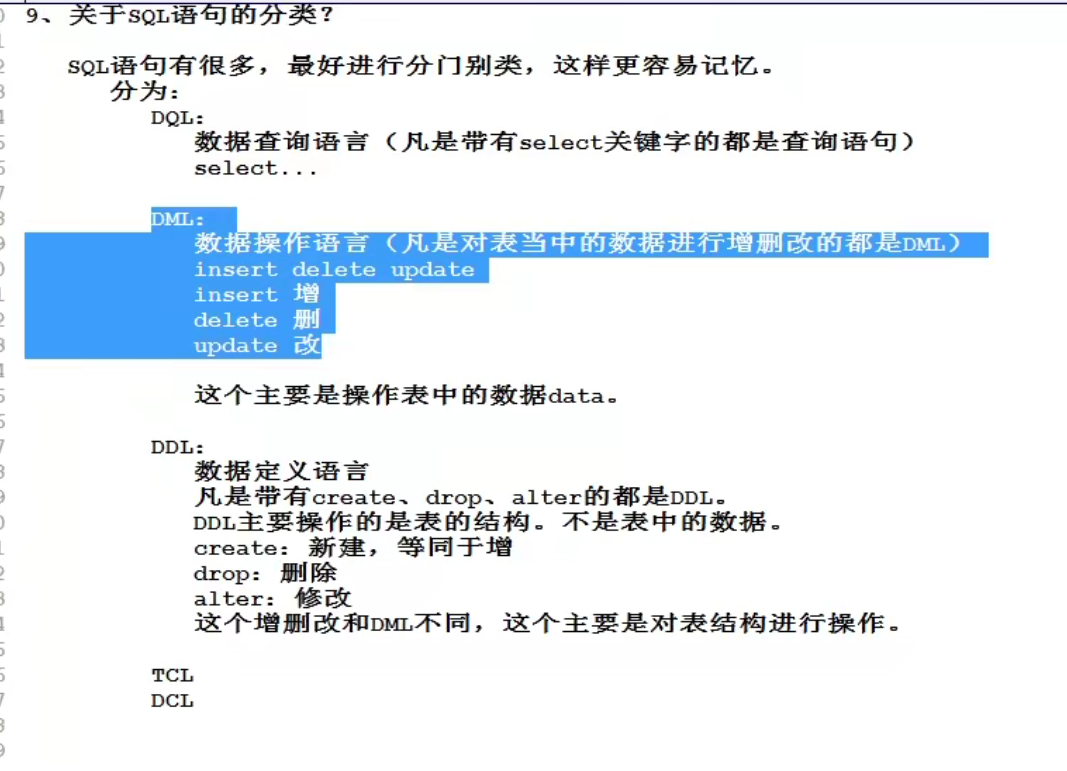 9、关于SQL语句的分类?
SQL语句有很多，最好进行分门别类，这样更容易记忆。
分为:
DQL:
数据查询语言（凡是带有select关键字的都是查询语句）
select...
DML:
数据操作语言（凡是对表当中的数据进行增删改的都是DML）
insert delete update
insert 增
delete 删
update 改
这个主要是操作表中的数据data。
DDL:
数据定义语言
凡是带有create、drop、alter的都是DDL。
DDL主要操作的是表的结构。不是表中的数据。
create: 新建，等同于增
drop: 删除
alter: 修改
这个增删改和DML不同，这个主要是对表结构进行操作。
TCL
DCL